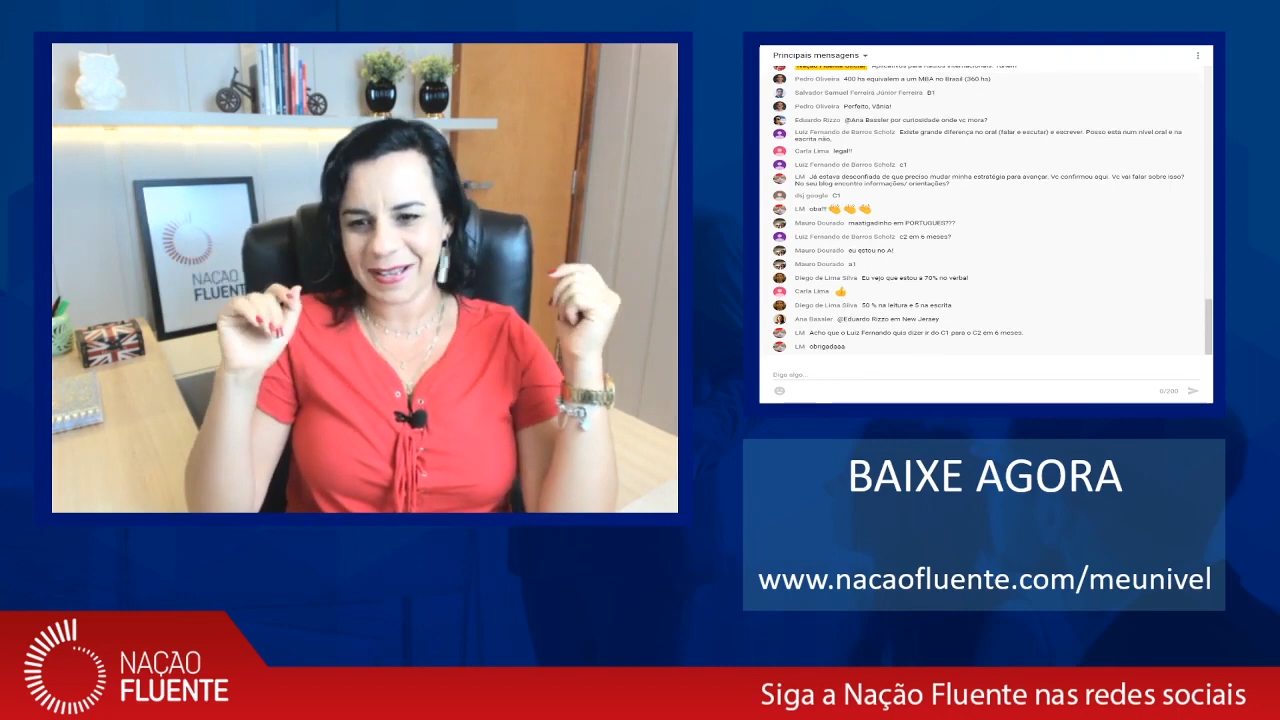 NAÇÃO
FLUENTE
Principais mensagens
Nação Fluente Oficial Aplicativos para Rádios Internacionais: TuneIn
Pedro Oliveira 400 hs equivalem a um MBA no Brasil (360 hs)
Salvador Samuel Ferreira Júnior Ferreira B1
Pedro Oliveira Perfeito, Vânia!
Eduardo Rizzo @Ana Bassler por curiosidade onde vc mora?
Luiz Fernando de Barros Scholz Existe grande diferença no oral (falar e escutar) e escrever. Posso esta num nível oral e na
escrita não,
Carla Lima legal!!
Luiz Fernando de Barros Scholz c1
LM Já estava desconfiada de que preciso mudar minha estratégia para avançar. Vc confirmou aqui. Vc vai falar sobre isso?
No seu blog encontro informações/ orientações?
dsj google C1
LM oba!!! 👏👏👏
Mauro Dourado mastigadinho em PORTUGUES???
Luiz Fernando de Barros Scholz c2 em 6 meses?
Mauro Dourado eu estou no A!
Mauro Dourado a1
Diego de Lima Silva Eu vejo que estou a 70% no verbal
Carla Lima 👍
Diego de Lima Silva 50 % na leitura e 5 na escrita
Ana Bassler @Eduardo Rizzo em New Jersey
LM Acho que o Luiz Fernando quis dizer ir do C1 para o C2 em 6 meses.
LM obrigadaaa
Diga algo...
0/200
BAIXE AGORA
www.nacaofluente.com/meunivel
NAÇÃO
FLUENTE
Siga a Nação Fluente nas redes sociais